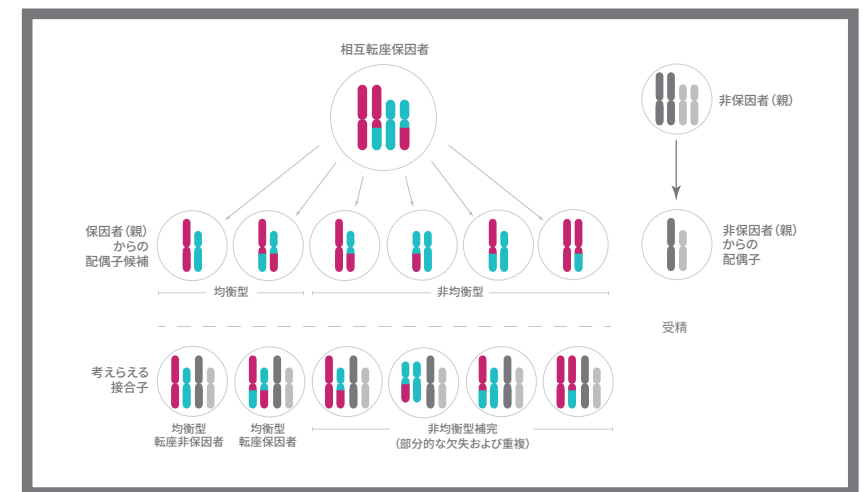 相互転座保因者
非保因者（親）
保因者（親）
からの
配偶子候補
非保因者（親）
からの
配偶子
均衡型
非均衡型
受精
考えらえる
接合子
均衡型
転座非保因者
均衡型
転座保因者
非均衡型補完
（部分的な欠失および重複）